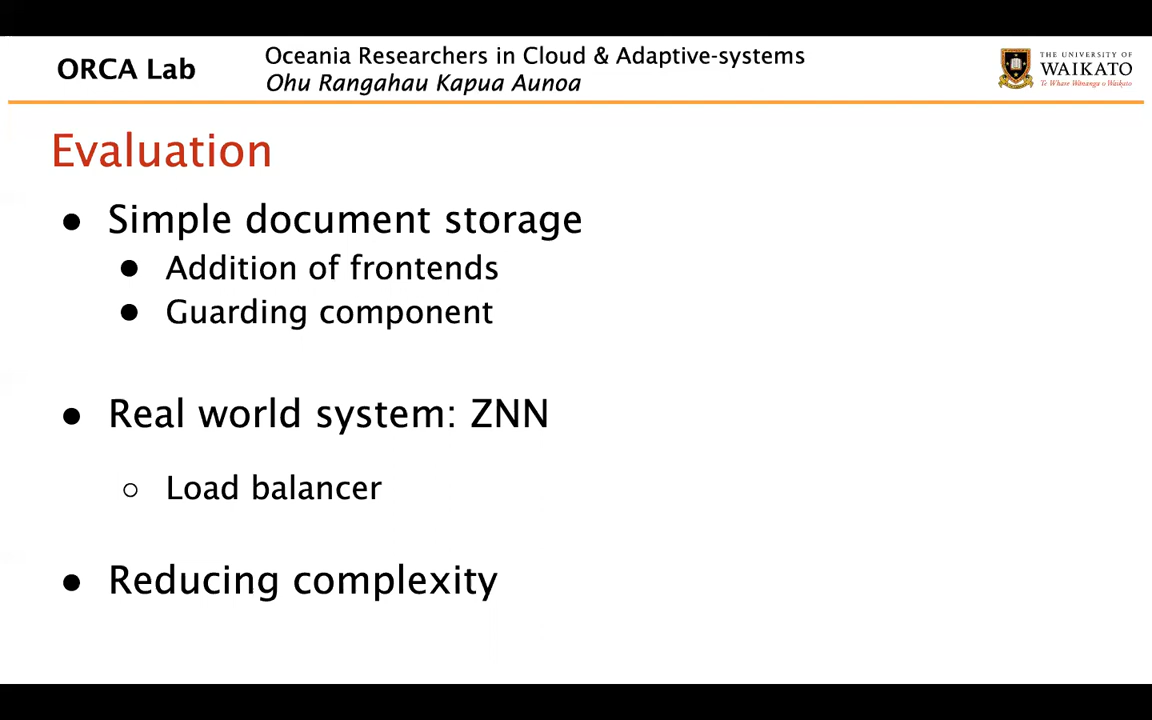 ORCA Lab
Oceania Researchers in Cloud & Adaptive-systems
Ohu Rangahau Kapua Aunoa
THE UNIVERSITY OF
WAIKATO
Te Whare Wānanga o Waikato
Evaluation
● Simple document storage
● Addition of frontends
● Guarding component
● Real world system: ZNN
○ Load balancer
● Reducing complexity